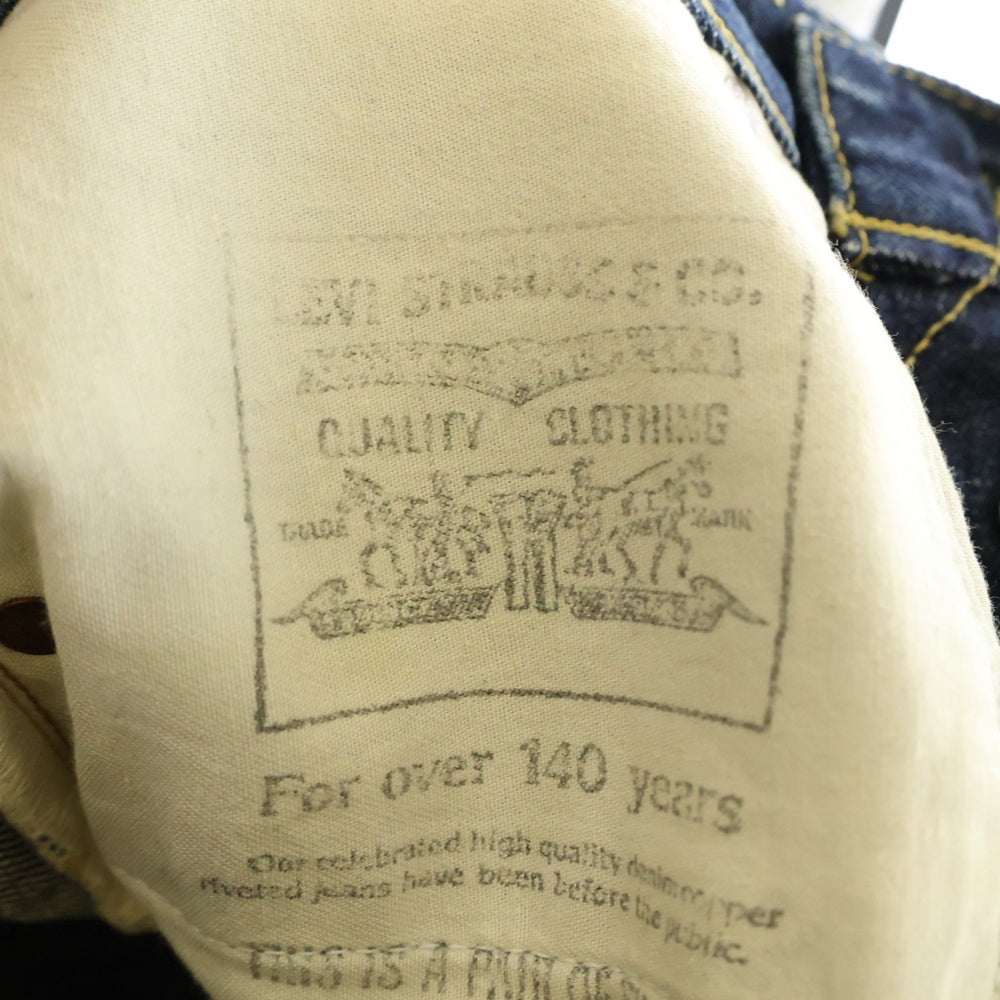 LEVI STRAUSS & CO.
QUALITY CLOTHING
TRADE MARK
For over 140 years
Our celebrated high quality denim copper
riveted jeans have been before the public.
THIS IS A PAIR OF